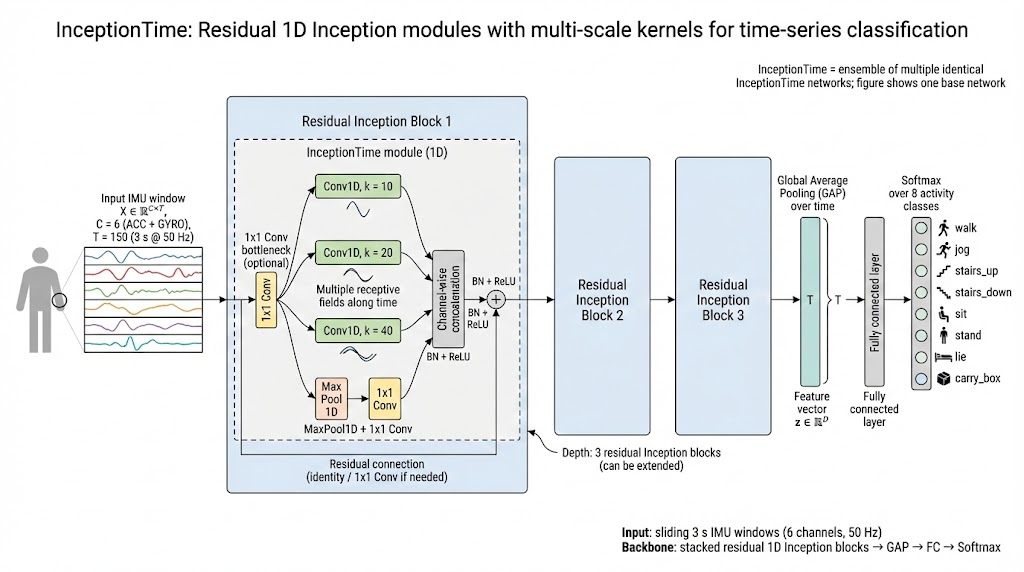 InceptionTime: Residual 1D Inception modules with multi-scale kernels for time-series classification
InceptionTime = ensemble of multiple identical
InceptionTime networks; figure shows one base network
Input IMU window
X ∈ ℝ^{C×T},
C = 6 (ACC + GYRO),
T = 150 (3 s @ 50 Hz)
Residual Inception Block 1
InceptionTime module (1D)
1x1 Conv
bottleneck
(optional)
1x1 Conv
Conv1D, k = 10
Conv1D, k = 20
Multiple receptive
fields along time
Conv1D, k = 40
Max
Pool
1D
1x1
Conv
MaxPool1D + 1x1 Conv
Channel-wise
concatenation
BN + ReLU
BN +
ReLU
BN + ReLU
+
Residual connection
(identity / 1x1 Conv if needed)
Residual
Inception
Block 2
Residual
Inception
Block 3
Depth: 3 residual Inception blocks
(can be extended)
Global Average
Pooling (GAP)
over time
T
T
Feature
vector
z ∈ ℝ^D
Fully connected layer
Fully
connected
layer
Softmax
over 8 activity
classes
walk
jog
stairs_up
stairs_down
sit
stand
lie
carry_box
Input: sliding 3 s IMU windows (6 channels, 50 Hz)
Backbone: stacked residual 1D Inception blocks → GAP → FC → Softmax